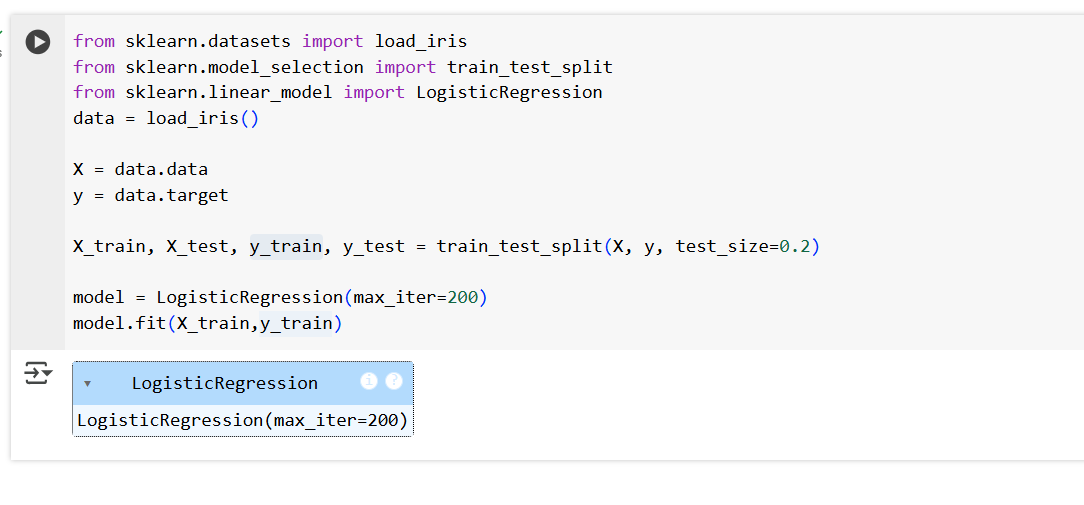 from sklearn.datasets import load_iris
from sklearn.model_selection import train_test_split
from sklearn.linear_model import LogisticRegression
data = load_iris()
X = data.data
y = data.target
X_train, X_test, y_train, y_test = train_test_split(X, y, test_size=0.2)
model = LogisticRegression(max_iter=200)
model.fit(X_train,y_train)
LogisticRegression
LogisticRegression(max_iter=200)